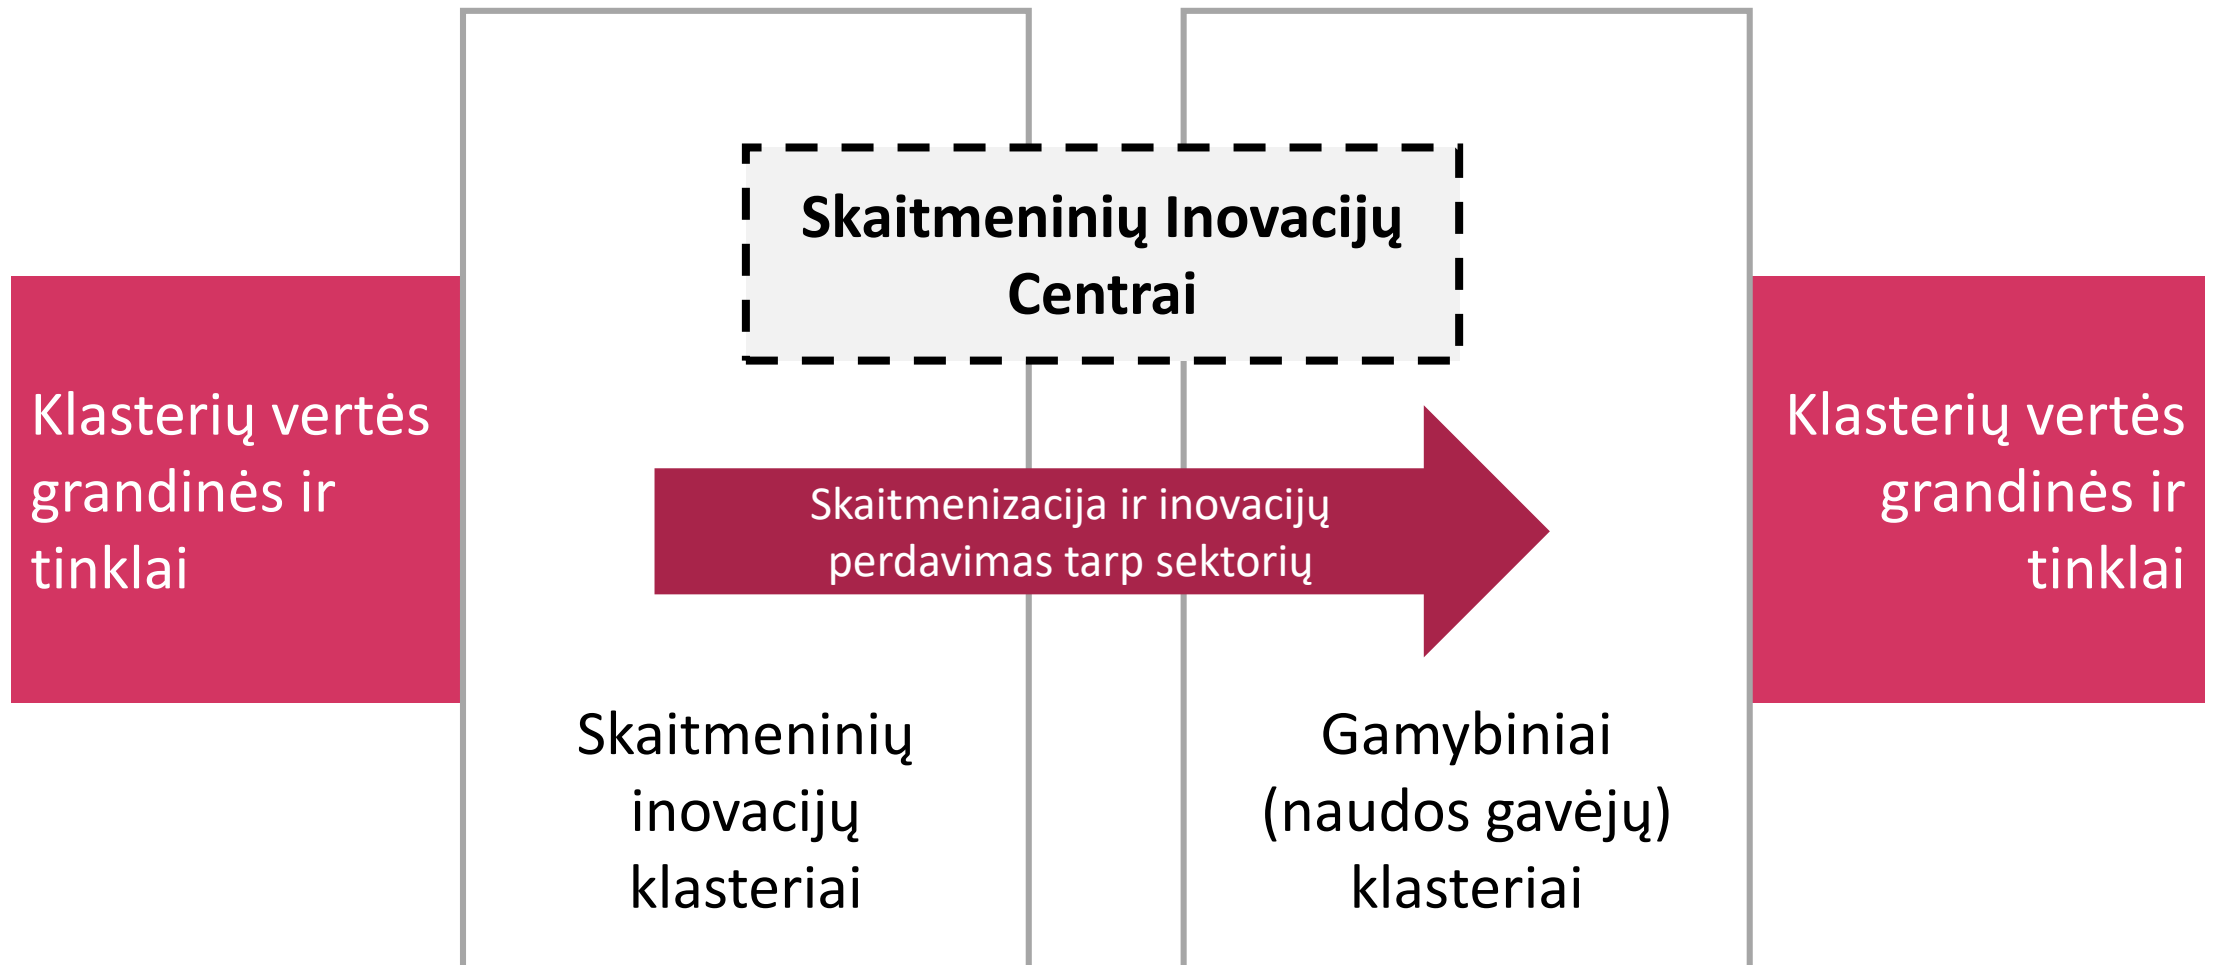 Skaitmeninių Inovacijų
Centrai
Klasterių vertės
grandinės ir
tinklai
Skaitmenizacija ir inovacijų
perdavimas tarp sektorių
Klasterių vertės
grandinės ir
tinklai
Skaitmeninių
inovacijų
klasteriai
Gamybiniai
(naudos gavėjų)
klasteriai